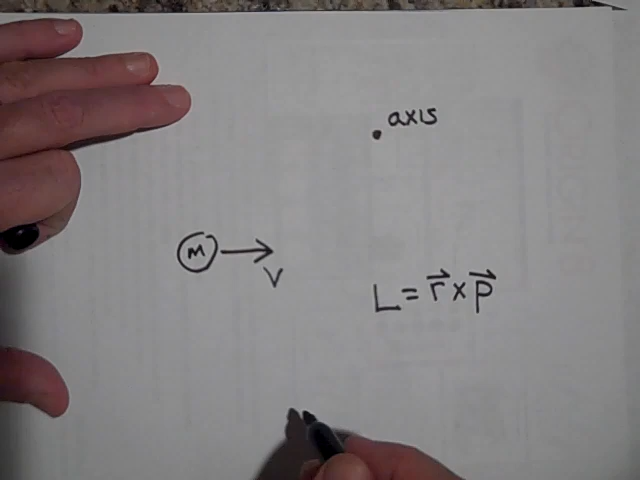 axis
M
V
L = r⃗ x p⃗